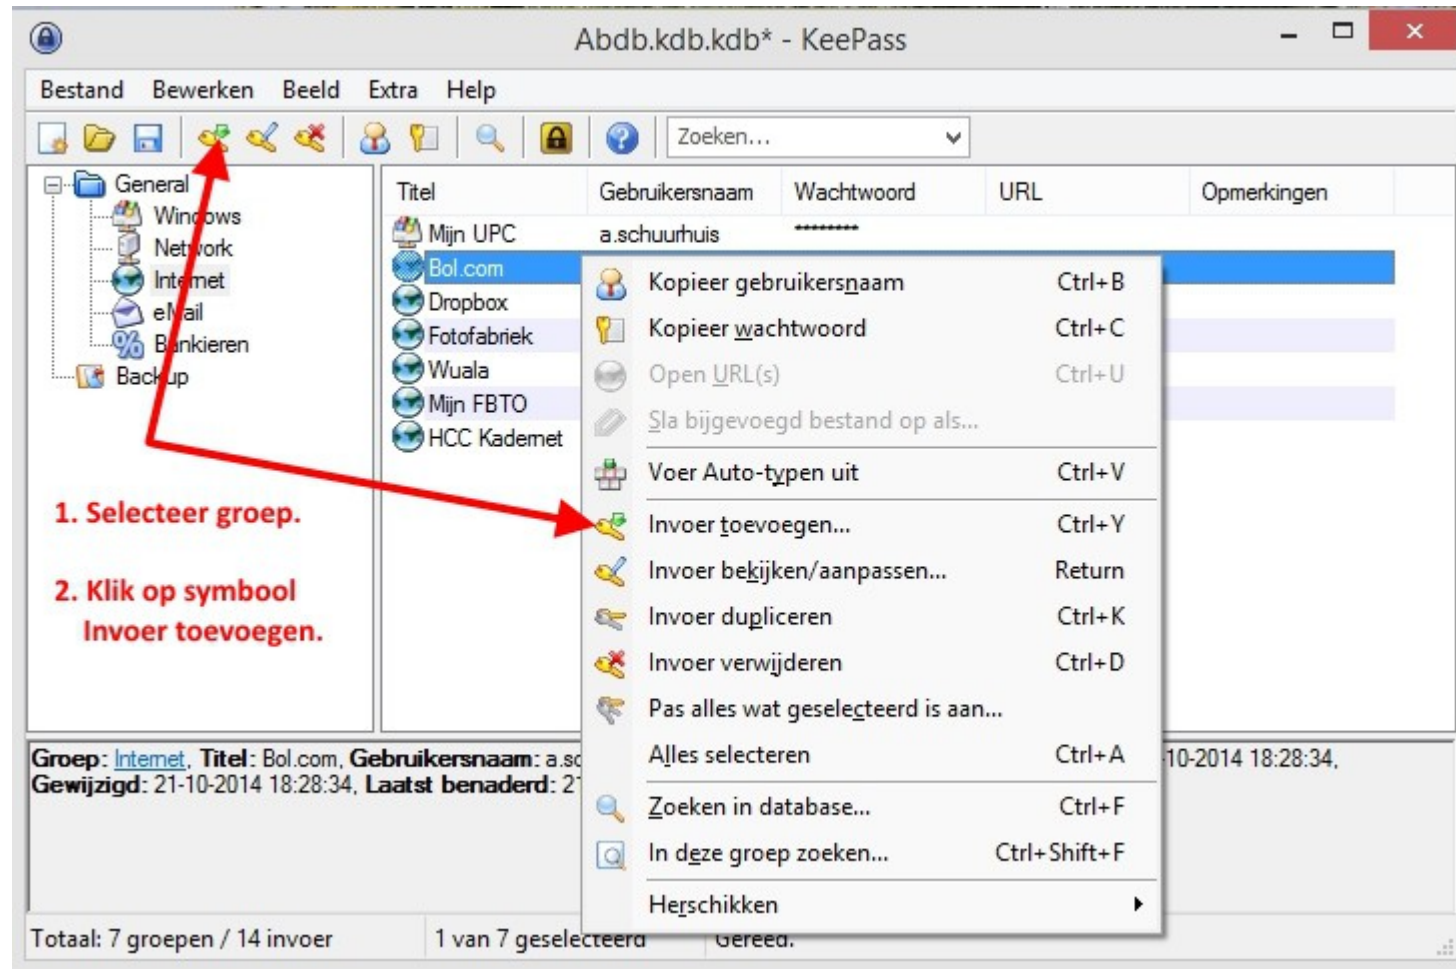 Abdb.kdb.kdb* - KeePass
Bestand Bewerken Beeld Extra Help
Zoeken...
General
Windows
Network
Internet
eMail
Bankieren
Backup
Titel Gebruikersnaam Wachtwoord URL Opmerkingen
Mijn UPC a.schuurhuis ********
Bol.com
Dropbox
Fotofabriek
Wuala
Mijn FBTO
HCC Kadernet
Kopieer gebruikersnaam Ctrl+B
Kopieer wachtwoord Ctrl+C
Open URL(s) Ctrl+U
Sla bijgevoegd bestand op als...
Voer Auto-typen uit Ctrl+V
Invoer toevoegen... Ctrl+Y
Invoer bekijken/aanpassen... Return
Invoer dupliceren Ctrl+K
Invoer verwijderen Ctrl+D
Pas alles wat geselecteerd is aan...
Alles selecteren Ctrl+A
Zoeken in database... Ctrl+F
In deze groep zoeken... Ctrl+Shift+F
Herschikken
1. Selecteer groep.
2. Klik op symbool
Invoer toevoegen.
Groep: Internet, Titel: Bol.com, Gebruikersnaam: a.sc -10-2014 18:28:34,
Gewijzigd: 21-10-2014 18:28:34, Laatst benaderd: 2
Totaal: 7 groepen / 14 invoer 1 van 7 geselecteerd Gereed.